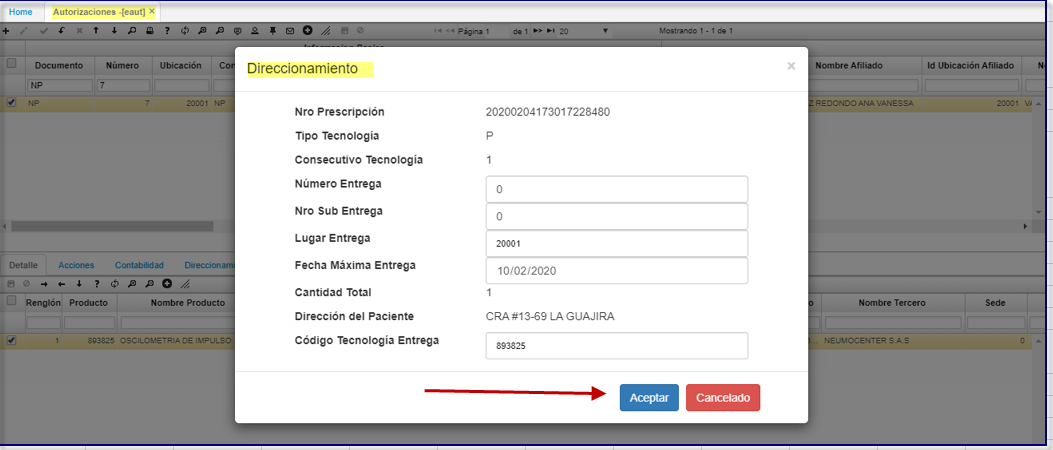 Home Autorizaciones -[eaut] ×
Página 1 de 1 20 Mostrando 1 - 1 de 1
Documento Número Ubicación Con Nombre Afiliado Id Ubicación Afiliado
NP 7
NP 7 20001 NP Z REDONDO ANA VANESSA 20001
Direccionamiento ×
Nro Prescripción 20200204173017228480
Tipo Tecnología P
Consecutivo Tecnología 1
Número Entrega 0
Nro Sub Entrega 0
Lugar Entrega 20001
Fecha Máxima Entrega 10/02/2020
Cantidad Total 1
Dirección del Paciente CRA #13-69 LA GUAJIRA
Código Tecnología Entrega 893825
Aceptar Cancelado
Detalle Acciones Contabilidad Direccionami
Renglón Producto Nombre Producto Nombre Tercero Sede
1 893825 OSCILOMETRIA DE IMPULSO NEUMOCENTER S.A.S 0